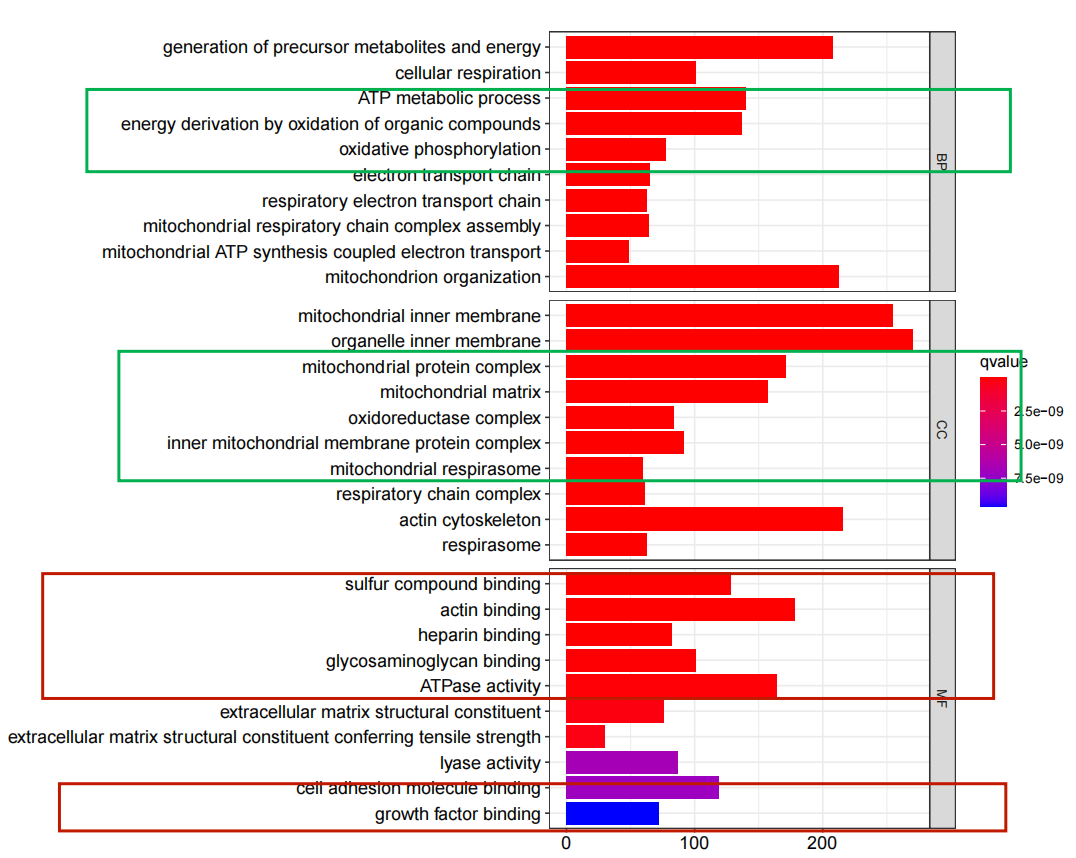 generation of precursor metabolites and energy
cellular respiration
ATP metabolic process
energy derivation by oxidation of organic compounds
oxidative phosphorylation
electron transport chain
respiratory electron transport chain
mitochondrial respiratory chain complex assembly
mitochondrial ATP synthesis coupled electron transport
mitochondrion organization
BP
mitochondrial inner membrane
organelle inner membrane
mitochondrial protein complex
mitochondrial matrix
oxidoreductase complex
inner mitochondrial membrane protein complex
mitochondrial respirasome
respiratory chain complex
actin cytoskeleton
respirasome
CC
qvalue
2.5e−09
5.0e−09
7.5e−09
sulfur compound binding
actin binding
heparin binding
glycosaminoglycan binding
ATPase activity
extracellular matrix structural constituent
extracellular matrix structural constituent conferring tensile strength
lyase activity
cell adhesion molecule binding
growth factor binding
MF
0 100 200